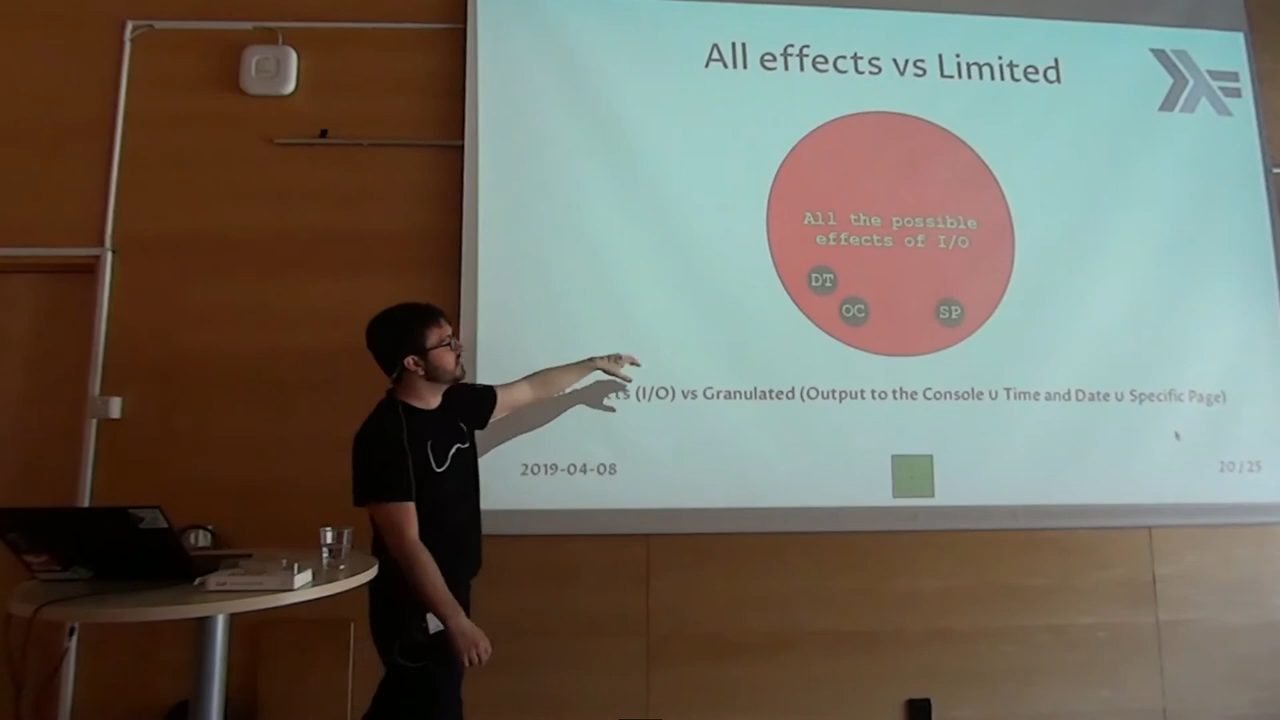 All effects vs Limited
All the possible
effects of I/O
DT
OC
SP
(I/O) vs Granulated (Output to the Console ∪ Time and Date ∪ Specific Page)
2019-04-08
20 / 25